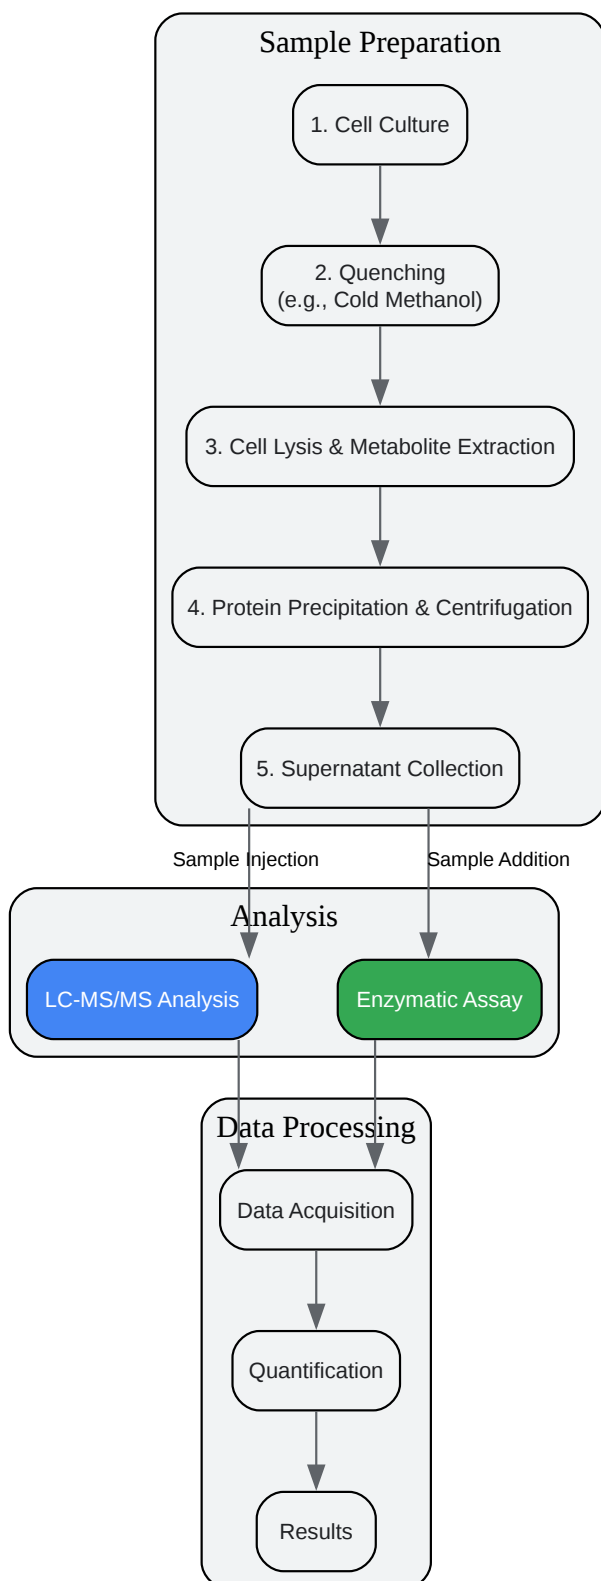 Sample Preparation
1. Cell Culture
2. Quenching
(e.g., Cold Methanol)
3. Cell Lysis & Metabolite Extraction
4. Protein Precipitation & Centrifugation
5. Supernatant Collection
Sample Injection
Sample Addition
Analysis
LC-MS/MS Analysis
Enzymatic Assay
Data Processing
Data Acquisition
Quantification
Results